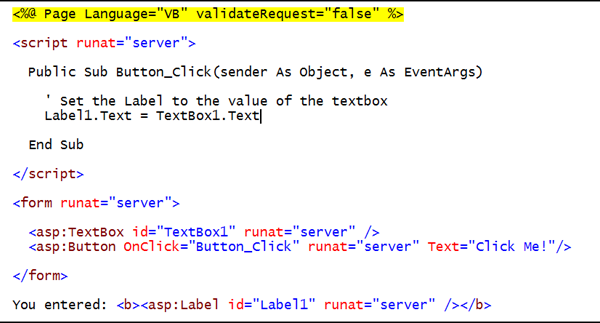 <%@ Page Language="VB" validateRequest="false" %>
<script runat="server">
Public Sub Button_Click(sender As Object, e As EventArgs)
' Set the Label to the value of the textbox
Label1.Text = TextBox1.Text
End Sub
</script>
<form runat="server">
<asp:TextBox id="TextBox1" runat="server" />
<asp:Button OnClick="Button_Click" runat="server" Text="Click Me!"/>
</form>
You entered: <b><asp:Label id="Label1" runat="server" /></b>